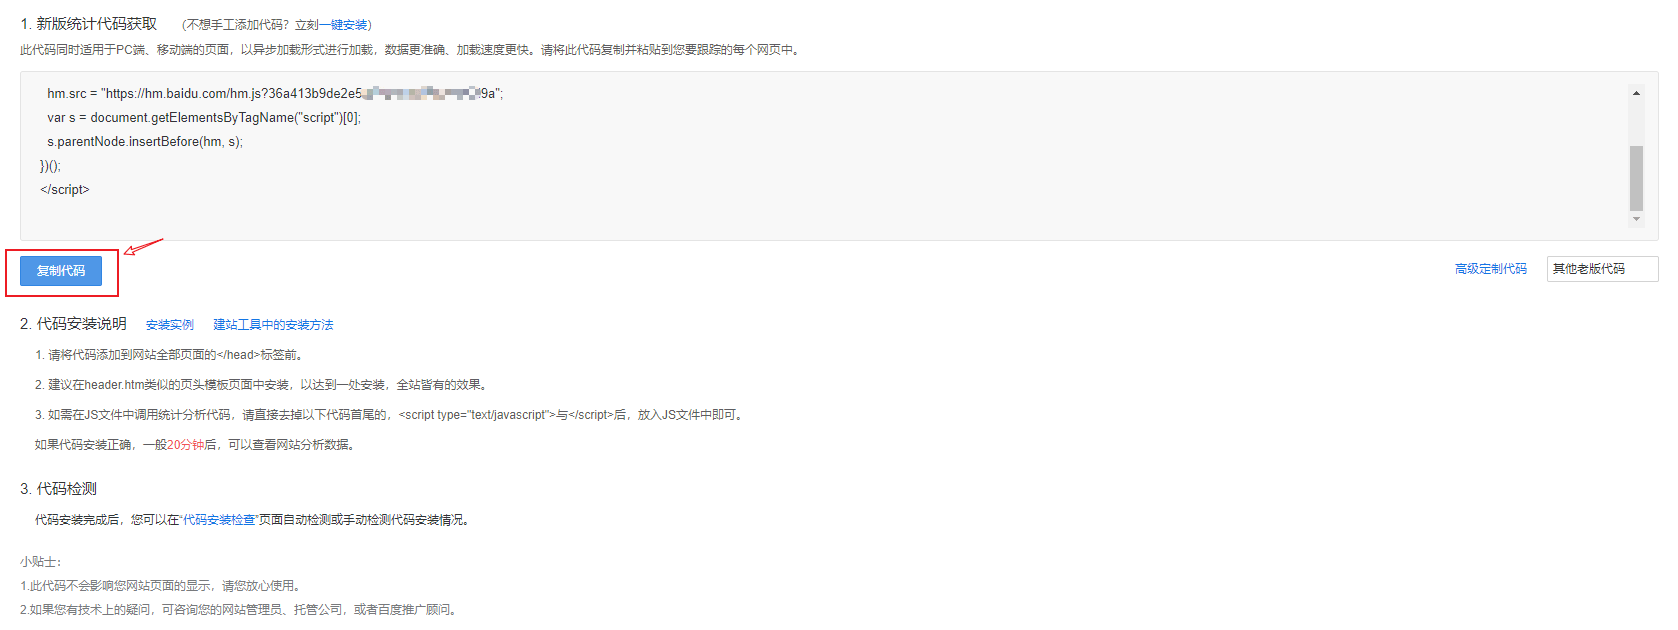 1. 新版统计代码获取 (不想手工添加代码？立刻一键安装)
此代码同时适用于PC端、移动端的页面，以异步加载形式进行加载，数据更准确、加载速度更快。请将此代码复制并粘贴到您要跟踪的每个网页中。
hm.src = "https://hm.baidu.com/hm.js?36a413b9de2e5 9a";
var s = document.getElementsByTagName("script")[0];
s.parentNode.insertBefore(hm, s);
})();
</script>
复制代码 高级定制代码 其他老版代码
2. 代码安装说明 安装实例 建站工具中的安装方法
1. 请将代码添加到网站全部页面的</head>标签前。
2. 建议在header.htm类似的页头模板页面中安装，以达到一处安装，全站皆有的效果。
3. 如需在JS文件中调用统计分析代码，请直接去掉以下代码首尾的，<script type="text/javascript">与</script>后，放入JS文件中即可。
如果代码安装正确，一般20分钟后，可以查看网站分析数据。
3. 代码检测
代码安装完成后，您可以在“代码安装检查”页面自动检测或手动检测代码安装情况。
小贴士：
1.此代码不会影响您网站页面的显示，请您放心使用。
2.如果您有技术上的疑问，可咨询您的网站管理员、托管公司，或者百度推广顾问。